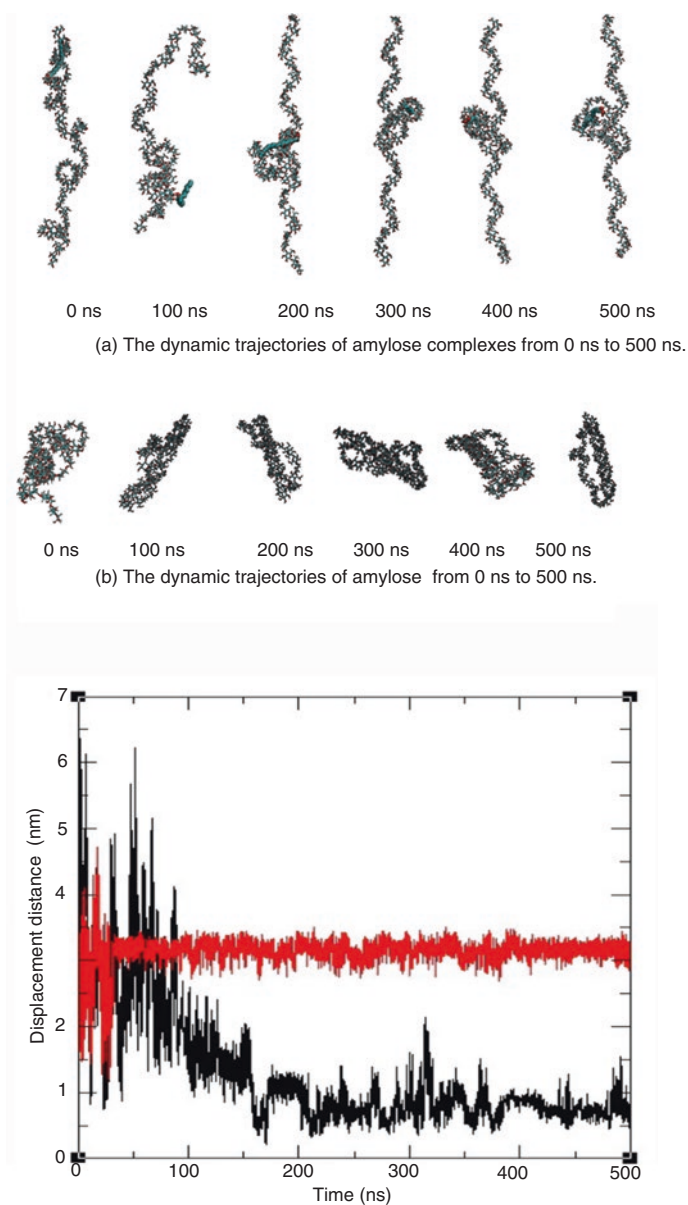 0 ns 100 ns 200 ns 300 ns 400 ns 500 ns
(a) The dynamic trajectories of amylose complexes from 0 ns to 500 ns.
0 ns 100 ns 200 ns 300 ns 400 ns 500 ns
(b) The dynamic trajectories of amylose from 0 ns to 500 ns.
7
6
5
4
2
1
0
Displacement distance (nm)
0 100 200 300 400 500
Time (ns)